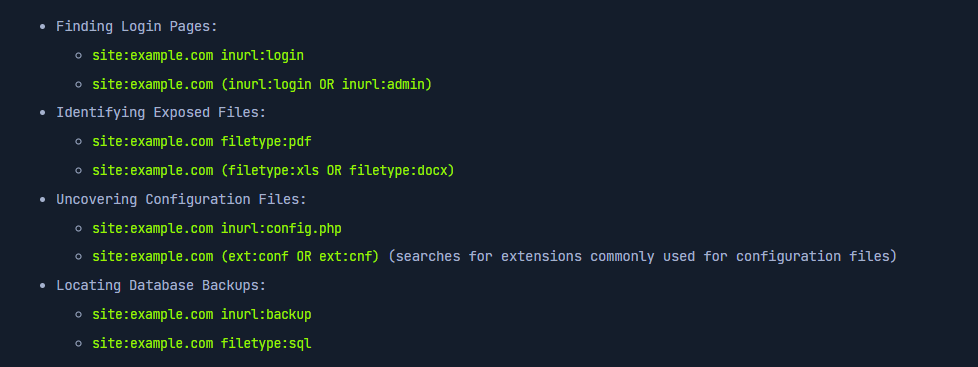 Finding Login Pages:
site:example.com inurl:login
site:example.com (inurl:login OR inurl:admin)
Identifying Exposed Files:
site:example.com filetype:pdf
site:example.com (filetype:xls OR filetype:docx)
Uncovering Configuration Files:
site:example.com inurl:config.php
site:example.com (ext:conf OR ext:cnf) (searches for extensions commonly used for configuration files)
Locating Database Backups:
site:example.com inurl:backup
site:example.com filetype:sql